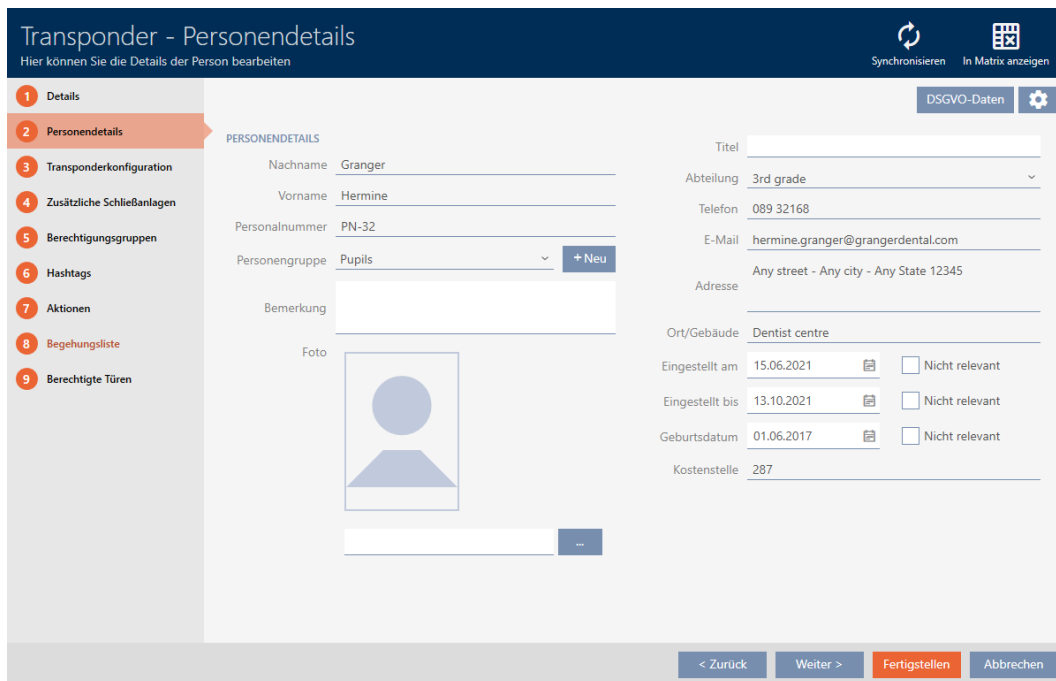 Transponder - Personendetails
Hier können Sie die Details der Person bearbeiten
Synchronisieren
In Matrix anzeigen
1 Details
2 Personendetails
3 Transponderkonfiguration
4 Zusätzliche Schließanlagen
5 Berechtigungsgruppen
6 Hashtags
7 Aktionen
8 Begehungsliste
9 Berechtigte Türen
DSGVO-Daten
PERSONENDETAILS
Nachname Granger
Vorname Hermine
Personalnummer PN-32
Personengruppe Pupils + Neu
Bemerkung
Foto
...
Titel
Abteilung 3rd grade
Telefon 089 32168
E-Mail hermine.granger@grangerdental.com
Adresse Any street - Any city - Any State 12345
Ort/Gebäude Dentist centre
Eingestellt am 15.06.2021 Nicht relevant
Eingestellt bis 13.10.2021 Nicht relevant
Geburtsdatum 01.06.2017 Nicht relevant
Kostenstelle 287
< Zurück
Weiter >
Fertigstellen
Abbrechen